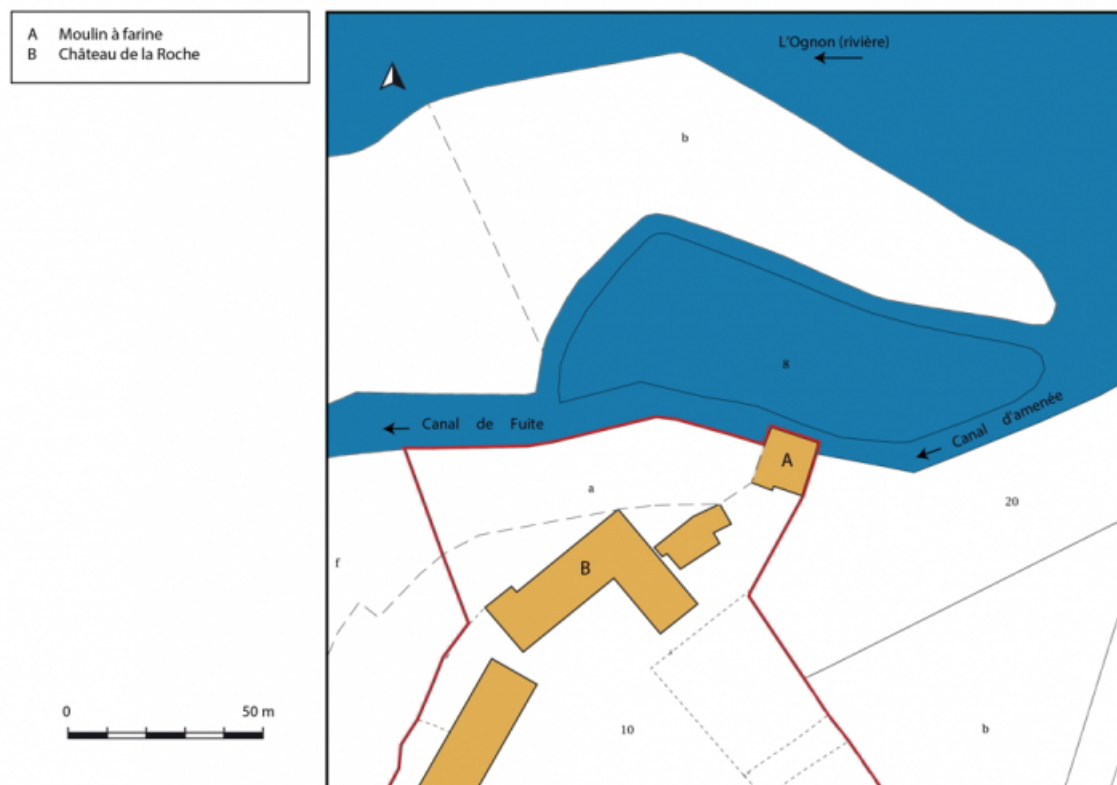 A Moulin à farine
B Château de la Roche
L'Ognon (rivière)
b
8
Canal d'amenée
Canal de Fuite
A
20
a
f
B
0 50 m
10
b